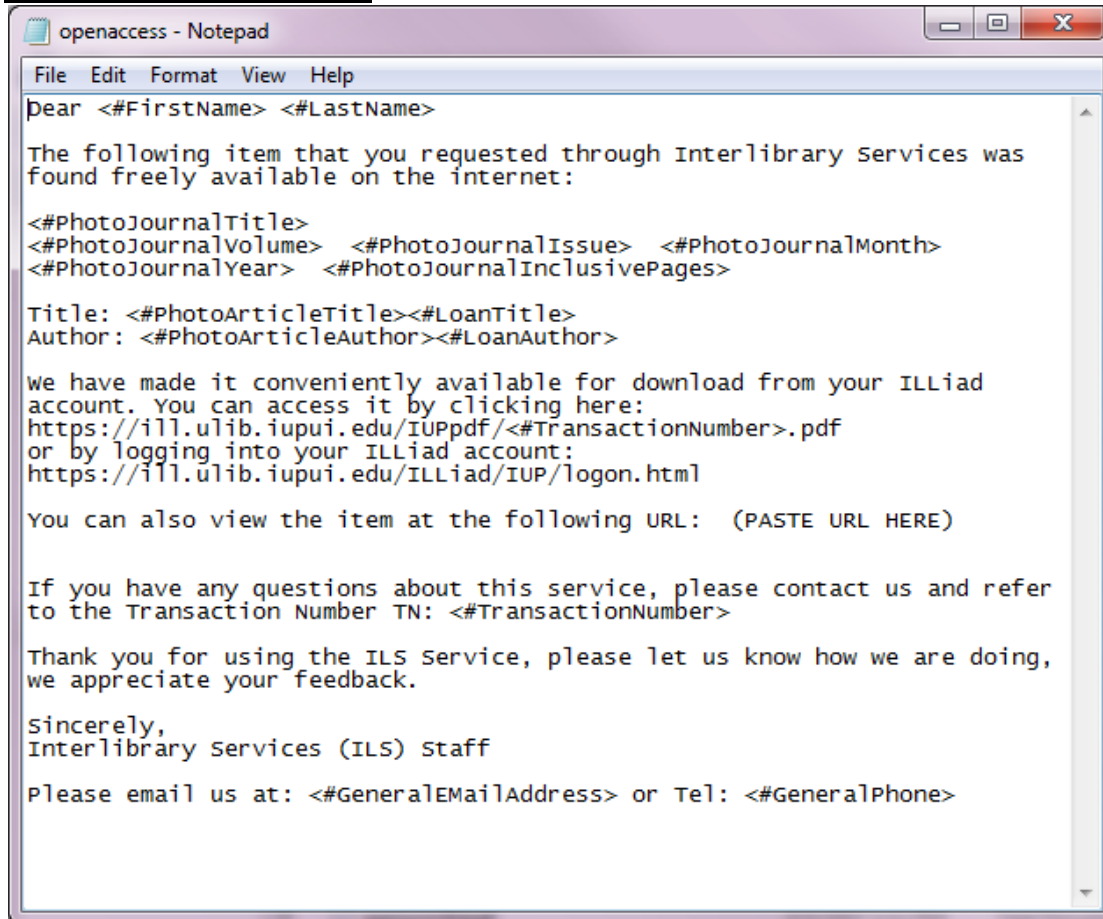 openaccess - Notepad
File Edit Format View Help
Dear <#FirstName> <#LastName>
The following item that you requested through Interlibrary Services was
found freely available on the internet:
<#PhotoJournalTitle>
<#PhotoJournalVolume>  <#PhotoJournalIssue>  <#PhotoJournalMonth>
<#PhotoJournalYear>  <#PhotoJournalInclusivePages>
Title: <#PhotoArticleTitle><#LoanTitle>
Author: <#PhotoArticleAuthor><#LoanAuthor>
We have made it conveniently available for download from your ILLiad
account. You can access it by clicking here:
https://ill.ulib.iupui.edu/IUPpdf/<#TransactionNumber>.pdf
or by logging into your ILLiad account:
https://ill.ulib.iupui.edu/ILLiad/IUP/logon.html
You can also view the item at the following URL:  (PASTE URL HERE)
If you have any questions about this service, please contact us and refer
to the Transaction Number TN: <#TransactionNumber>
Thank you for using the ILS Service, please let us know how we are doing,
we appreciate your feedback.
Sincerely,
Interlibrary Services (ILS) Staff
Please email us at: <#GeneralEMailAddress> or Tel: <#GeneralPhone>